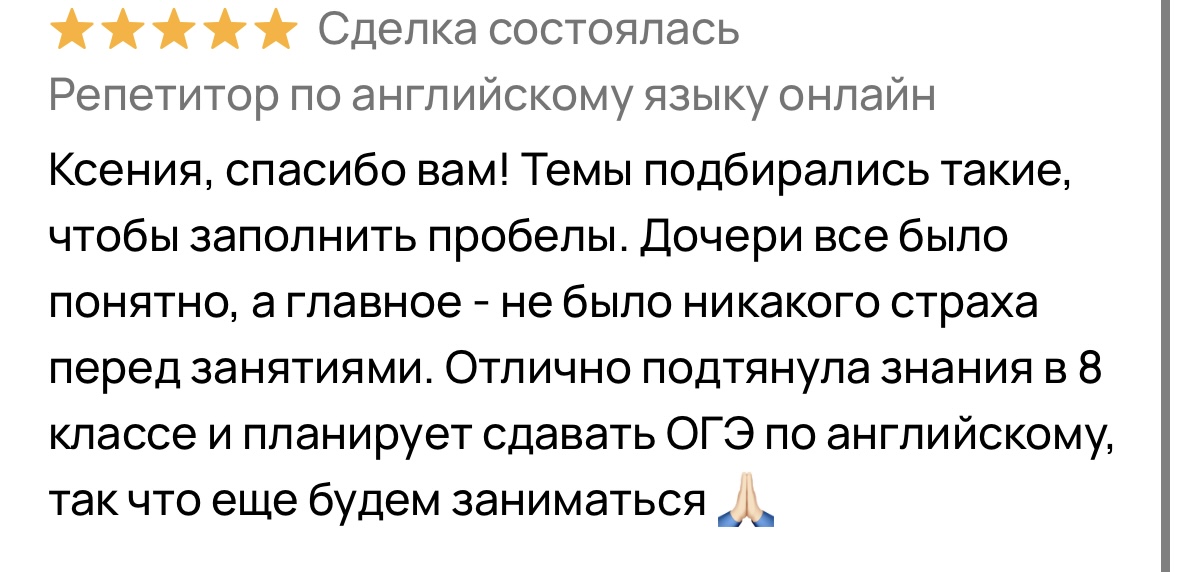 Сделка состоялась
Репетитор по английскому языку онлайн
Ксения, спасибо вам! Темы подбирались такие,
чтобы заполнить пробелы. Дочери все было
понятно, а главное - не было никакого страха
перед занятиями. Отлично подтянула знания в 8
классе и планирует сдавать ОГЭ по английскому,
так что еще будем заниматься 🙏🏻